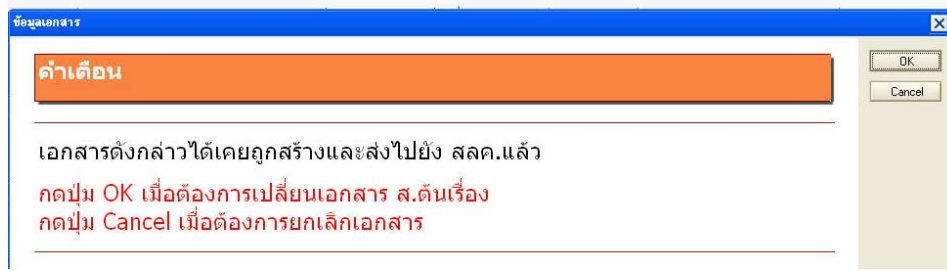 ข้อมูลเอกสาร
คำเตือน
OK
Cancel
เอกสารดังกล่าวได้เคยถูกสร้างและส่งไปยัง สลค.แล้ว
กดปุ่ม OK เมื่อต้องการเปลี่ยนเอกสาร ส.ต้นเรื่อง
กดปุ่ม Cancel เมื่อต้องการยกเลิกเอกสาร